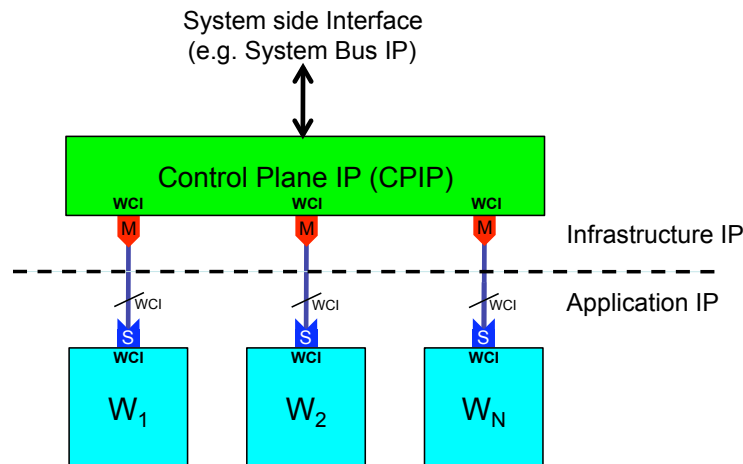 System side Interface
(e.g. System Bus IP)
Control Plane IP (CPIP)
WCI WCI WCI
M M M
Infrastructure IP
WCI WCI WCI
Application IP
S S S
WCI WCI WCI
W1 W2 WN